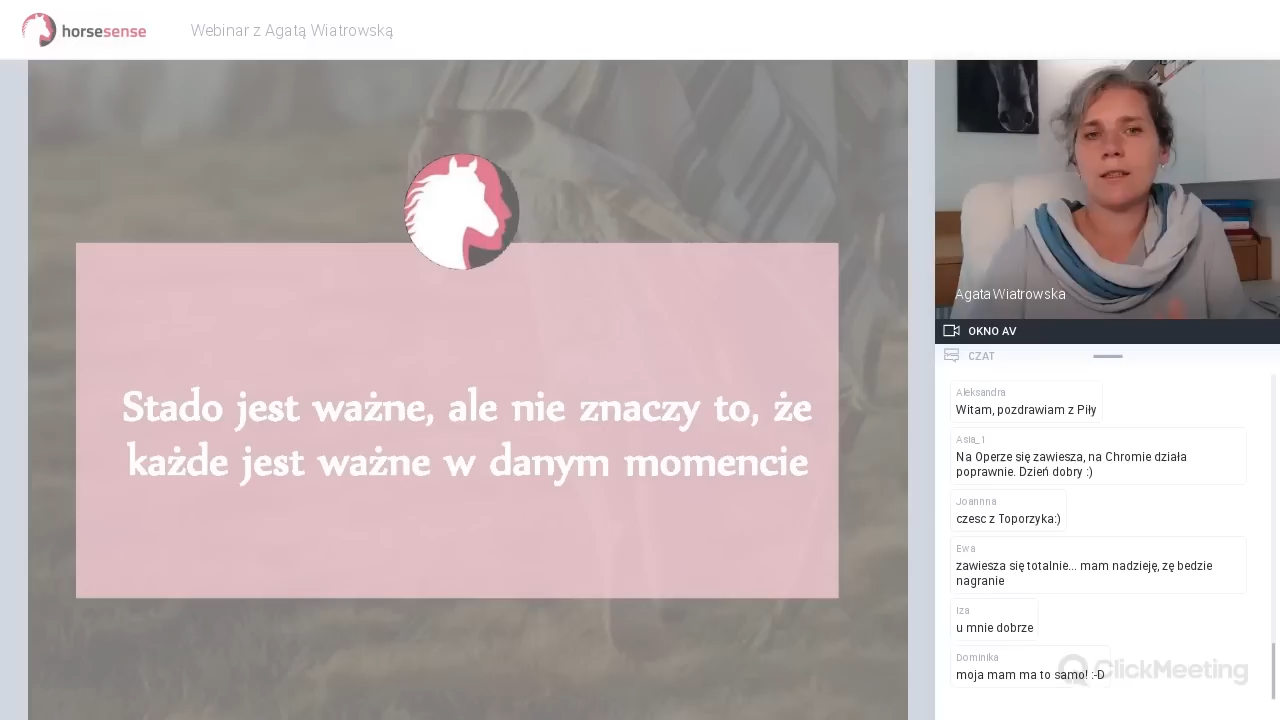 horsesense
Webinar z Agatą Wiatrowską
Stado jest ważne, ale nie znaczy to, że
każde jest ważne w danym momencie
Agata Wiatrowska
OKNO AV
CZAT
Aleksandra
Witam, pozdrawiam z Piły
Asia_1
Na Operze się zawiesza, na Chromie działa
poprawnie. Dzień dobry :)
Joannna
czesc z Toporzyka:)
Ewa
zawiesza się totalnie... mam nadzieję, zę bedzie
nagranie
Iza
u mnie dobrze
Dominika
moja mam ma to samo! :-D
ClickMeeting